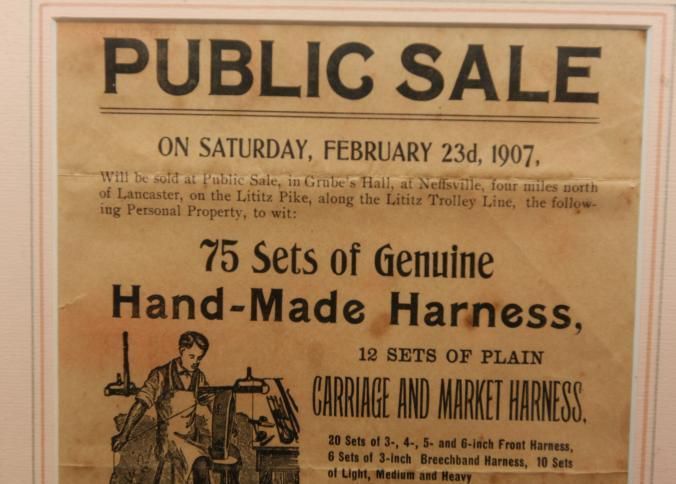 PUBLIC SALE
ON SATURDAY, FEBRUARY 23d, 1907,
Will be sold at Public Sale, in Grube's Hall, at Neffsville, four miles north
of Lancaster, on the Lititz Pike, along the Lititz Trolley Line, the follow-
ing Personal Property, to wit:
75 Sets of Genuine
Hand-Made Harness,
12 SETS OF PLAIN
CARRIAGE AND MARKET HARNESS,
20 Sets of 3-, 4-, 5- and 6-inch Front Harness,
6 Sets of 3-inch Breechband Harness, 10 Sets
of Light, Medium and Heavy